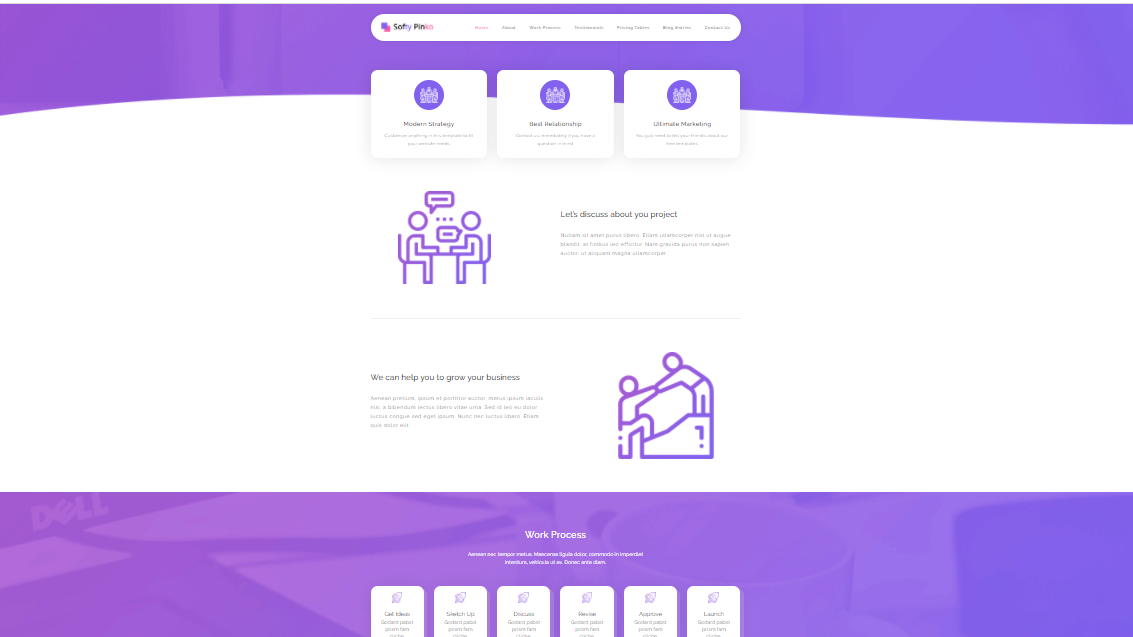 Softy Pinko
Home About Work Process Testimonials Pricing Tables Blog Entries Contact Us
Modern Strategy
Customize anything in this template to fit
your website needs
Best Relationship
Contact us immediately if you have a
question in mind
Ultimate Marketing
You just need to tell your friends about our
free templates
Let's discuss about you project
Nullam sit amet purus libero. Etiam ullamcorper nisl ut augue
blandit, at finibus leo efficitur. Nam gravida purus non sapien
auctor, ut aliquam magna ullamcorper.
We can help you to grow your business
Aenean pretium, ipsum et porttitor auctor, metus ipsum iaculis
nisi, a bibendum lectus libero vitae urna. Sed id leo eu dolor
luctus congue sed eget ipsum. Nunc nec luctus libero. Etiam
quis dolor elit.
DELL
Work Process
Aenean nec tempor metus. Maecenas ligula dolor, commodo in imperdiet
interdum, vehicula ut ex. Donec ante diam.
Get Ideas
Godard pabst
prism fam
cliche.
Sketch Up
Godard pabst
prism fam
cliche.
Discuss
Godard pabst
prism fam
cliche.
Revise
Godard pabst
prism fam
cliche.
Approve
Godard pabst
prism fam
cliche.
Launch
Godard pabst
prism fam
cliche.